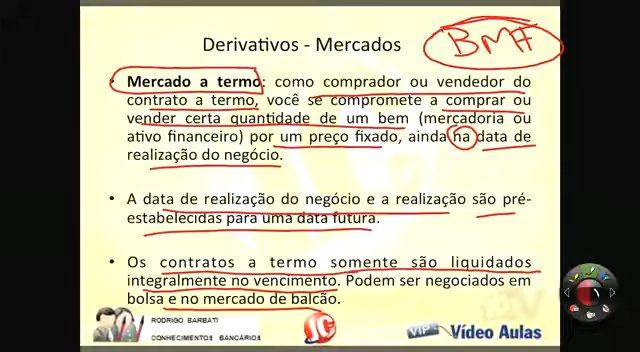 Derivativos - Mercados
BMF
• Mercado a termo: como comprador ou vendedor do
contrato a termo, você se compromete a comprar ou
vender certa quantidade de um bem (mercadoria ou
ativo financeiro) por um preço fixado, ainda na data de
realização do negócio.
• A data de realização do negócio e a realização são pré-
estabelecidas para uma data futura.
• Os contratos a termo somente são liquidados
integralmente no vencimento. Podem ser negociados em
bolsa e no mercado de balcão.
RODRIGO BARBATI
CONHECIMENTOS BANCÁRIOS
VIP Vídeo Aulas